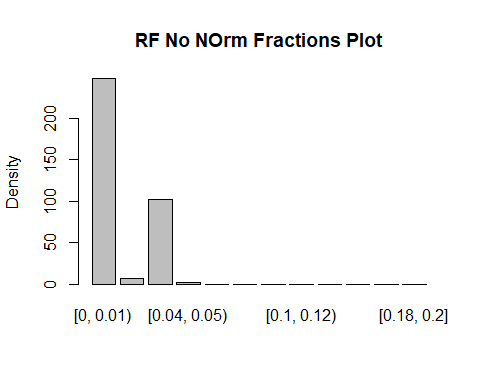 RF No NOrm Fractions Plot
Density
200
150
100
50
0
[0, 0.01) [0.04, 0.05) [0.1, 0.12) [0.18, 0.2]